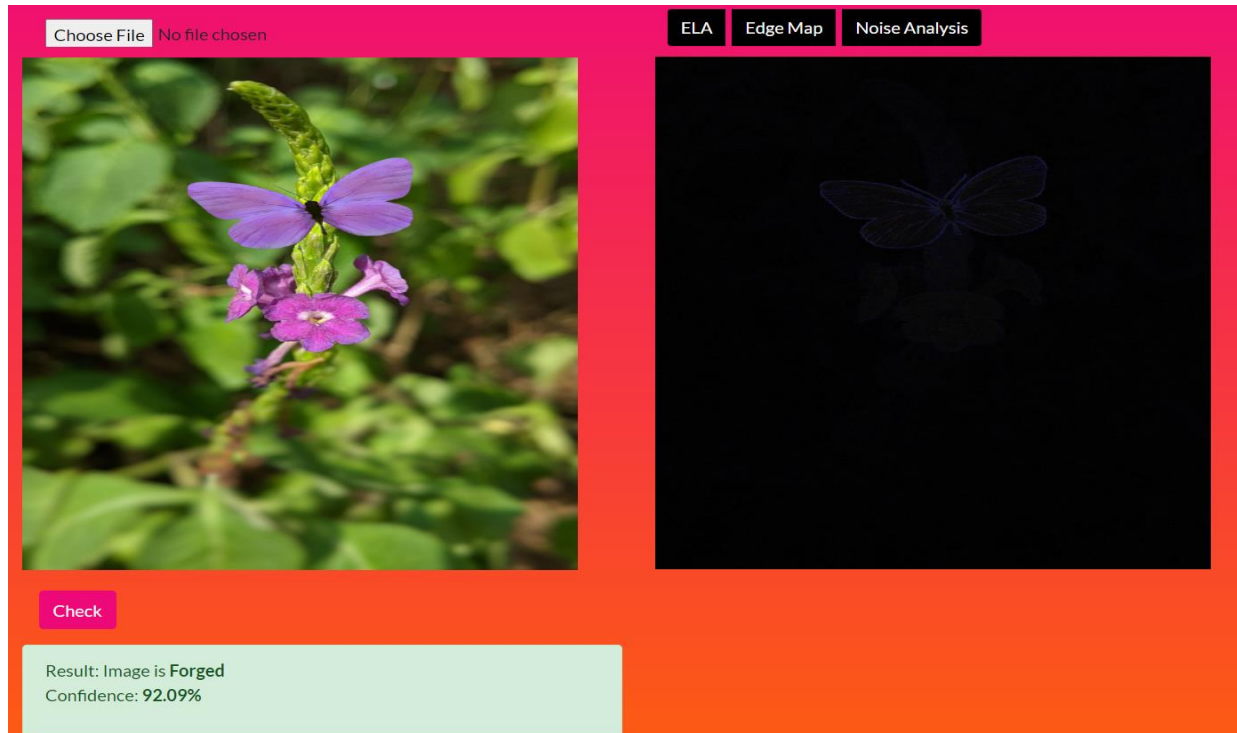 Choose File No file chosen
ELA Edge Map Noise Analysis
Check
Result: Image is Forged
Confidence: 92.09%